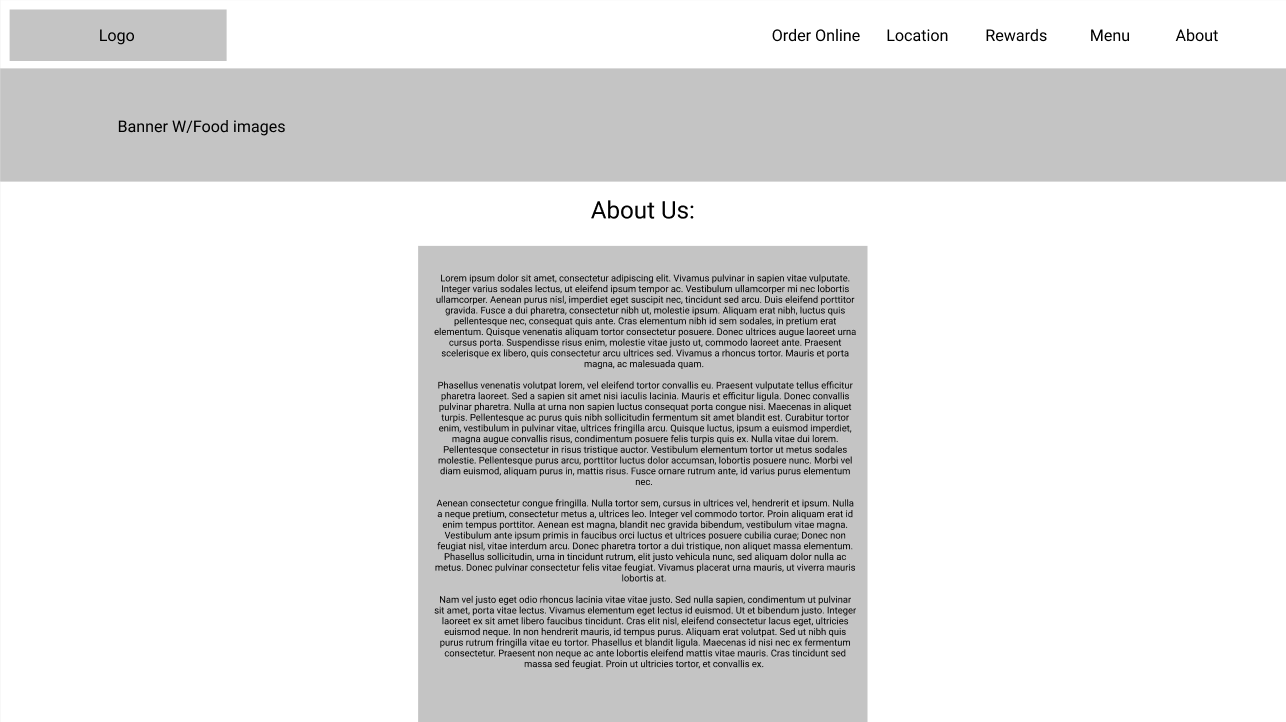 Logo
Order Online Location Rewards Menu About
Banner W/Food images
About Us:
Lorem ipsum dolor sit amet, consectetur adipiscing elit. Vivamus pulvinar in sapien vitae vulputate.
Integer varius sodales lectus, ut eleifend ipsum tempor ac. Vestibulum ullamcorper mi nec lobortis
ullamcorper. Aenean purus nisl, imperdiet eget suscipit nec, tincidunt sed arcu. Duis eleifend porttitor
gravida. Fusce a dui pharetra, consectetur nibh ut, molestie ipsum. Aliquam erat nibh, luctus quis
pellentesque nec, consequat quis ante. Cras elementum nibh id sem sodales, in pretium erat
elementum. Quisque venenatis aliquam tortor consectetur posuere. Donec ultrices augue laoreet urna
cursus porta. Suspendisse risus enim, molestie vitae justo ut, commodo laoreet ante. Praesent
scelerisque ex libero, quis consectetur arcu ultrices sed. Vivamus a rhoncus tortor. Mauris et porta
magna, ac malesuada quam.
Phasellus venenatis volutpat lorem, vel eleifend tortor convallis eu. Praesent vulputate tellus efficitur
pharetra laoreet. Sed a sapien sit amet nisi iaculis lacinia. Mauris et efficitur ligula. Donec convallis
pulvinar pharetra. Nulla at urna non sapien luctus consequat porta congue nisi. Maecenas in aliquet
turpis. Pellentesque ac purus quis nibh sollicitudin fermentum sit amet blandit est. Curabitur tortor
enim, vestibulum in pulvinar vitae, ultrices fringilla arcu. Quisque luctus, ipsum a euismod imperdiet,
magna augue convallis risus, condimentum posuere felis turpis quis ex. Nulla vitae dui lorem.
Pellentesque consectetur in risus tristique auctor. Vestibulum elementum tortor ut metus sodales
molestie. Pellentesque purus arcu, porttitor luctus dolor accumsan, lobortis posuere nunc. Morbi vel
diam euismod, aliquam purus in, mattis risus. Fusce ornare rutrum ante, id varius purus elementum
nec.
Aenean consectetur congue fringilla. Nulla tortor sem, cursus in ultrices vel, hendrerit et ipsum. Nulla
a neque pretium, consectetur metus a, ultrices leo. Integer vel commodo tortor. Proin aliquam erat id
enim tempus porttitor. Aenean est magna, blandit nec gravida bibendum, vestibulum vitae magna.
Vestibulum ante ipsum primis in faucibus orci luctus et ultrices posuere cubilia curae; Donec non
feugiat nisl, vitae interdum arcu. Donec pharetra tortor a dui tristique, non aliquet massa elementum.
Phasellus sollicitudin, urna in tincidunt rutrum, elit justo vehicula nunc, sed aliquam dolor nulla ac
metus. Donec pulvinar consectetur felis vitae feugiat. Vivamus placerat urna mauris, ut viverra mauris
lobortis at.
Nam vel justo eget odio rhoncus lacinia vitae vitae justo. Sed nulla sapien, condimentum ut pulvinar
sit amet, porta vitae lectus. Vivamus elementum eget lectus id euismod. Ut et bibendum justo. Integer
laoreet ex sit amet libero faucibus tincidunt. Cras elit nisl, eleifend consectetur lacus eget, ultricies
euismod neque. In non hendrerit mauris, id tempus purus. Aliquam erat volutpat. Sed ut nibh quis
purus rutrum fringilla vitae eu tortor. Phasellus et blandit ligula. Maecenas id nisi nec ex fermentum
consectetur. Praesent non neque ac ante lobortis eleifend mattis vitae mauris. Cras tincidunt sed
massa sed feugiat. Proin ut ultricies tortor, et convallis ex.